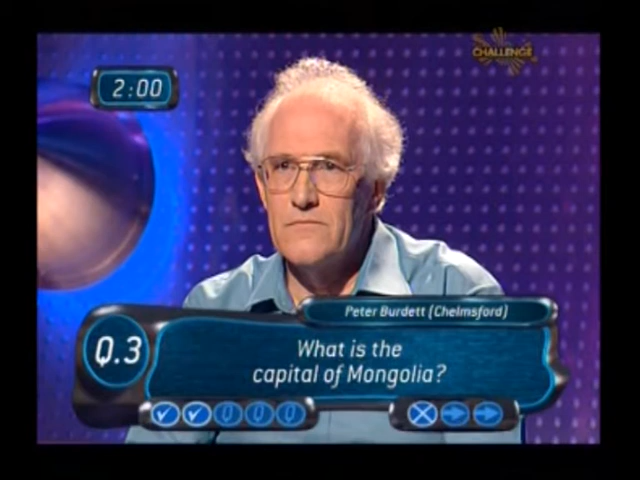 CHALLENGE
2:00
Peter Burdett (Chelmsford)
Q.3
What is the
capital of Mongolia?